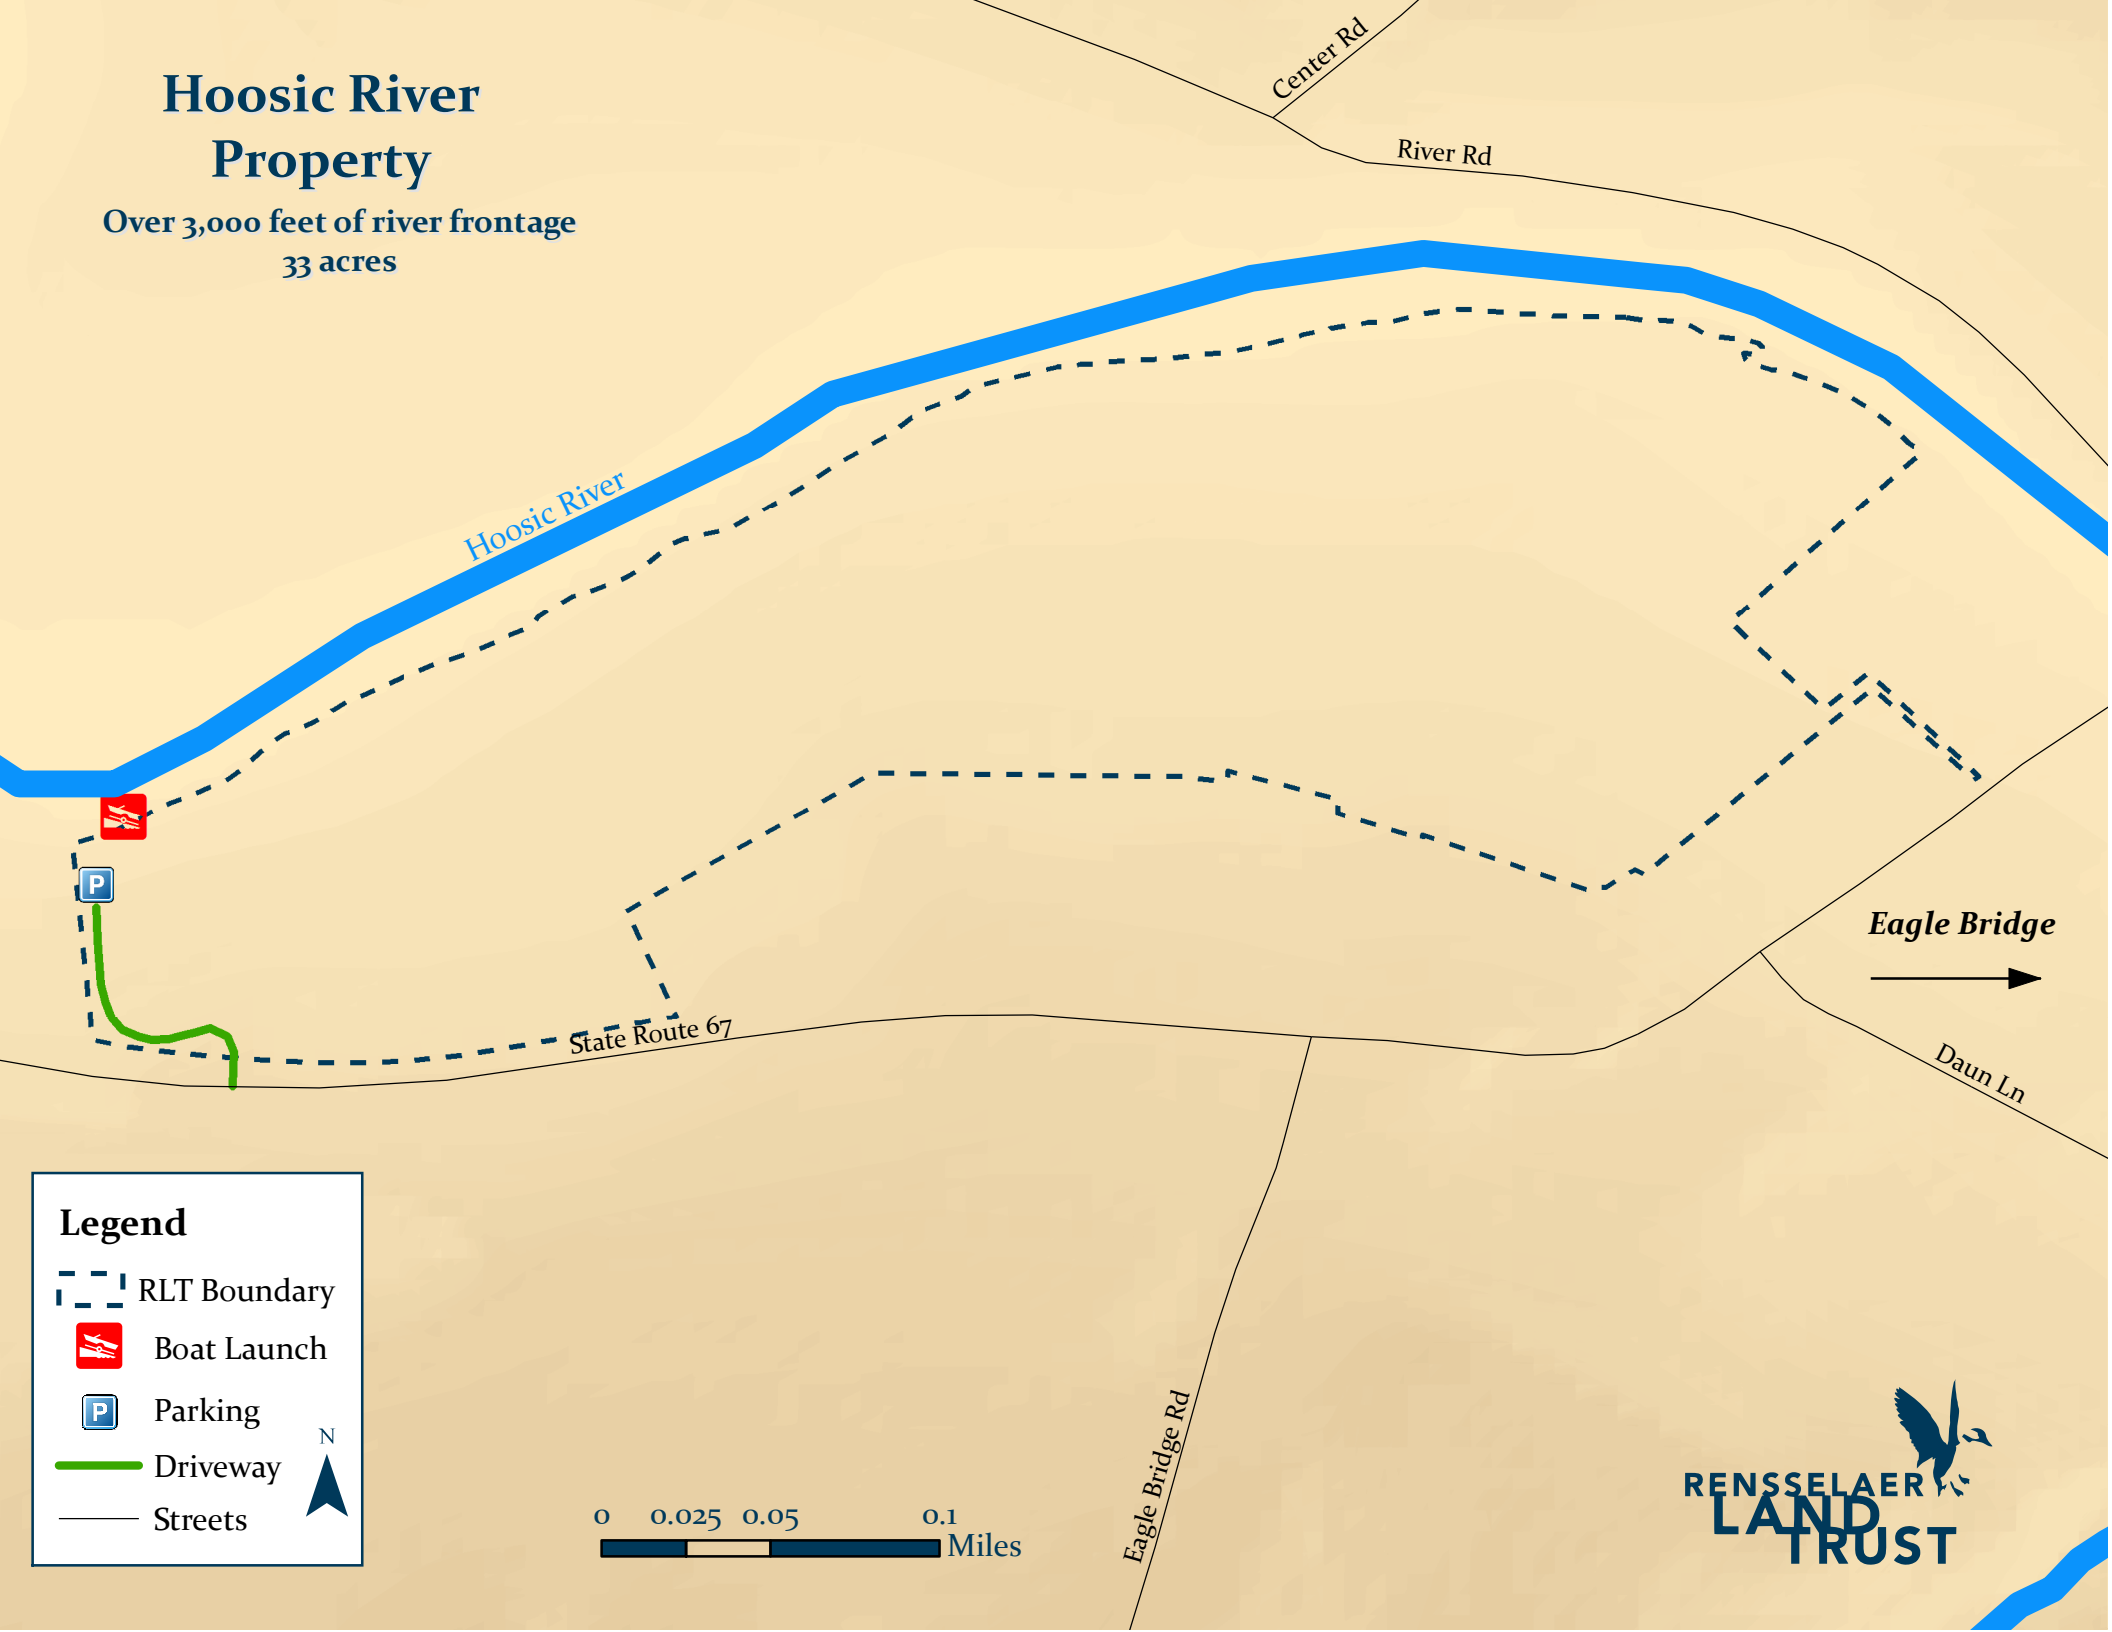 Hoosic River
Property
Over 3,000 feet of river frontage
33 acres
Center Rd
River Rd
Hoosic River
P
Eagle Bridge
State Route 67
Daun Ln
Eagle Bridge Rd
Legend
RLT Boundary
Boat Launch
P
Parking
N
Driveway
Streets
0 0.025 0.05 0.1
Miles
RENSSELAER
LAND
TRUST